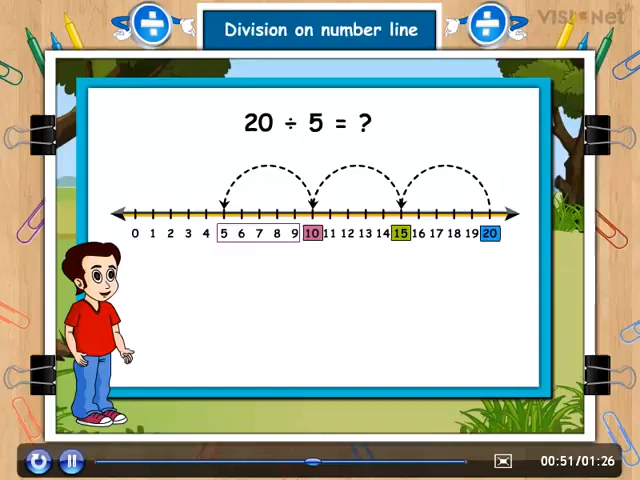 VISIONet
Division on number line
20 ÷ 5 = ?
0 1 2 3 4 5 6 7 8 9 10 11 12 13 14 15 16 17 18 19 20
00:51/01:26